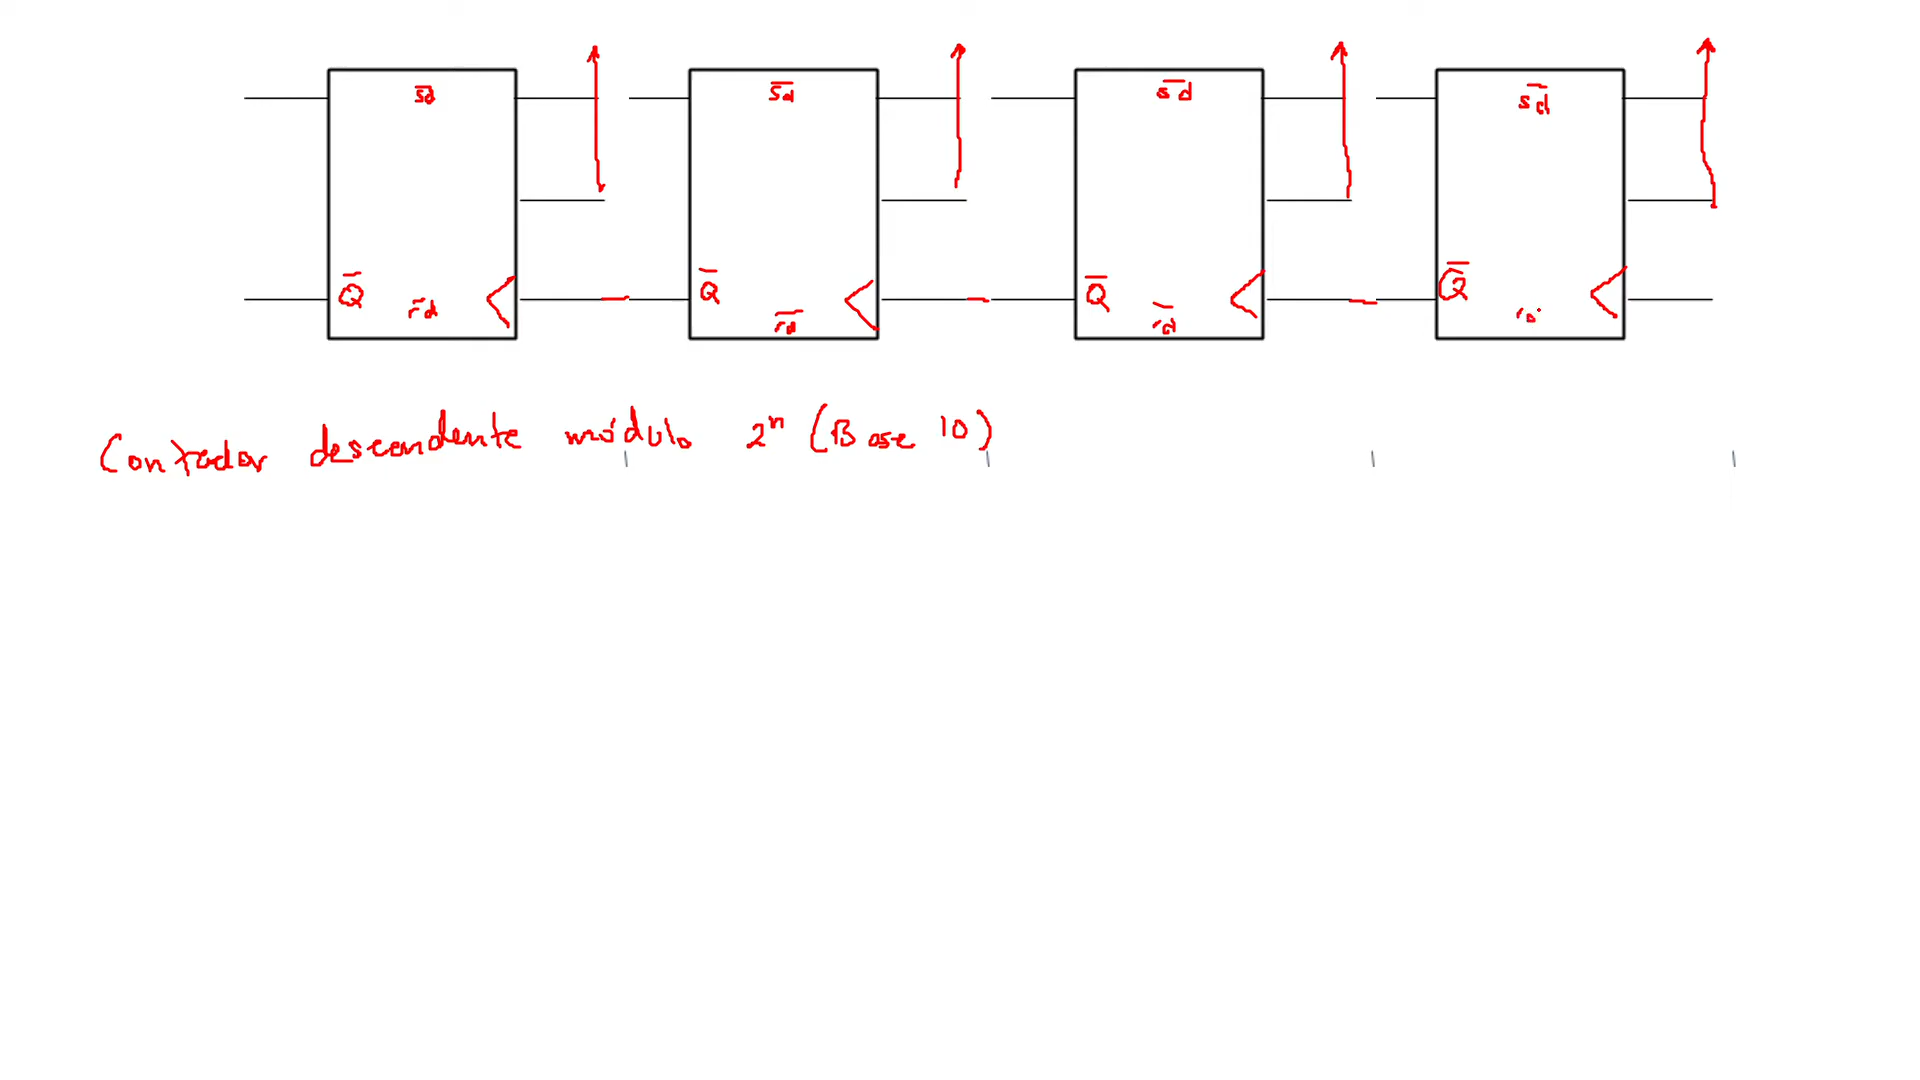 s̅d̅ s̅d̅ s̅d̅ s̅d̅
Q̅ Q̅ Q̅ Q̅
r̅d̅ r̅d̅ r̅d̅
Contador descendente módulo 2ⁿ (Base 10)